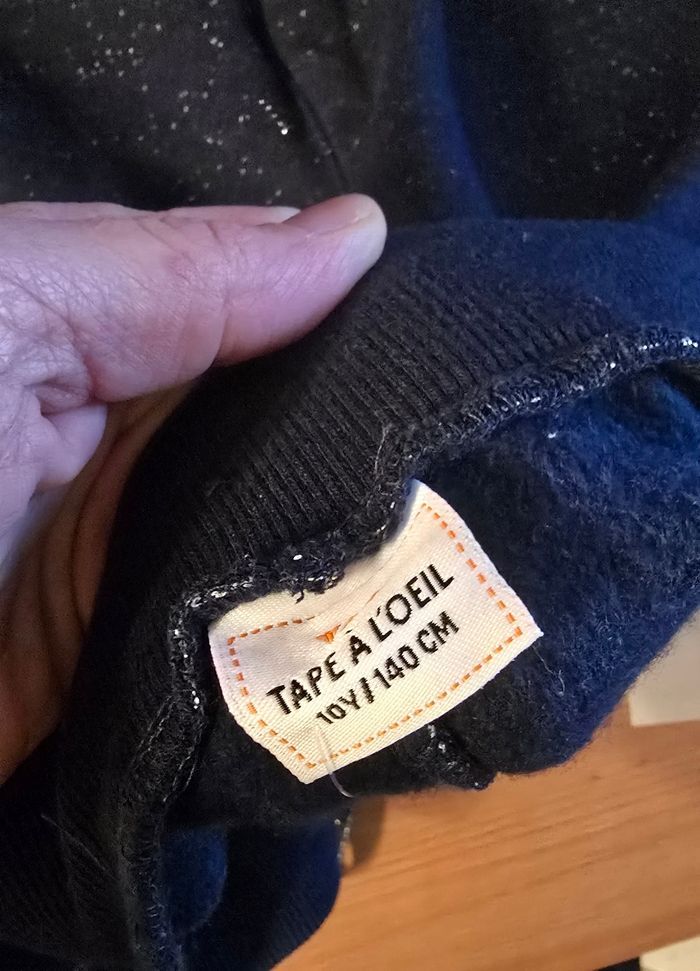 TAPE À L'OEIL
10Y/140 CM